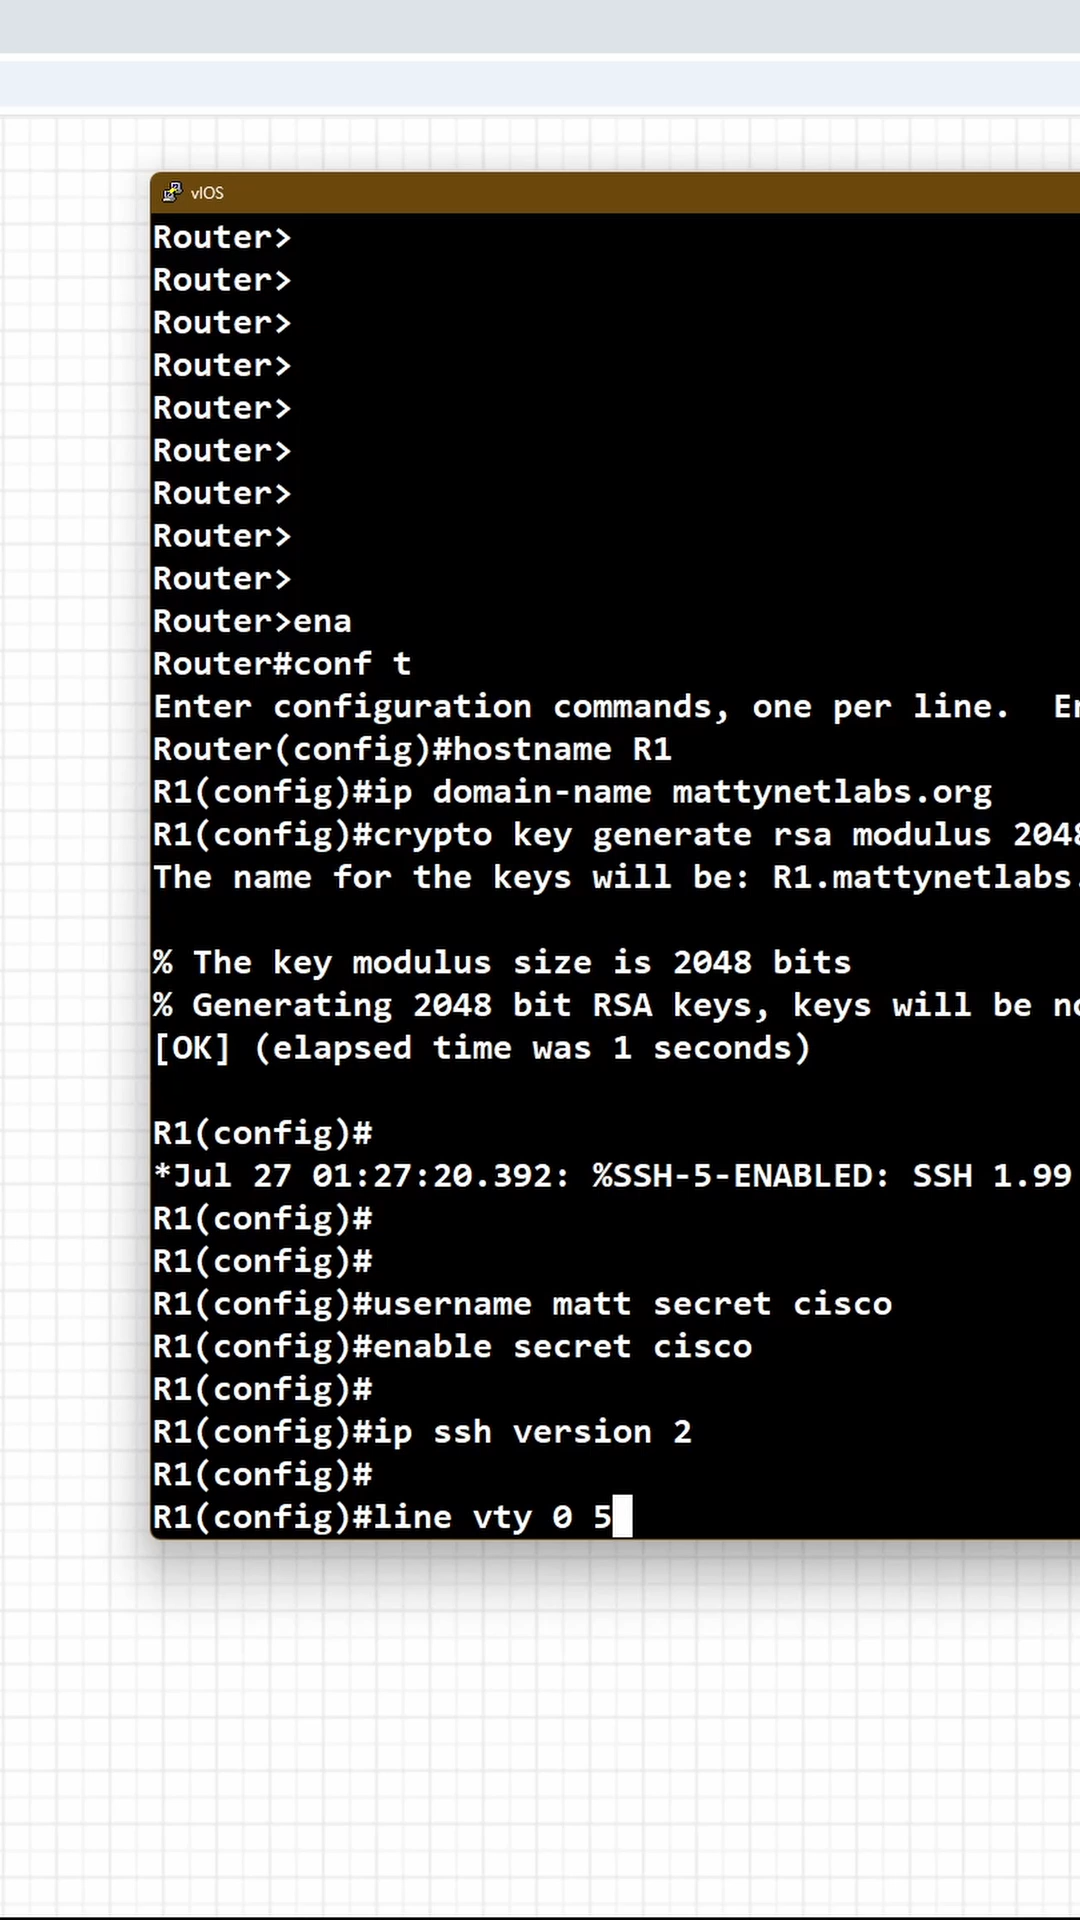 vIOS
Router>
Router>
Router>
Router>
Router>
Router>
Router>
Router>
Router>
Router>ena
Router#conf t
Enter configuration commands, one per line.
Router(config)#hostname R1
R1(config)#ip domain-name mattynetlabs.org
R1(config)#crypto key generate rsa modulus 2048
The name for the keys will be: R1.mattynetlabs.
% The key modulus size is 2048 bits
% Generating 2048 bit RSA keys, keys will be
[OK] (elapsed time was 1 seconds)
R1(config)#
*Jul 27 01:27:20.392: %SSH-5-ENABLED: SSH 1.99
R1(config)#
R1(config)#
R1(config)#username matt secret cisco
R1(config)#enable secret cisco
R1(config)#
R1(config)#ip ssh version 2
R1(config)#
R1(config)#line vty 0 5